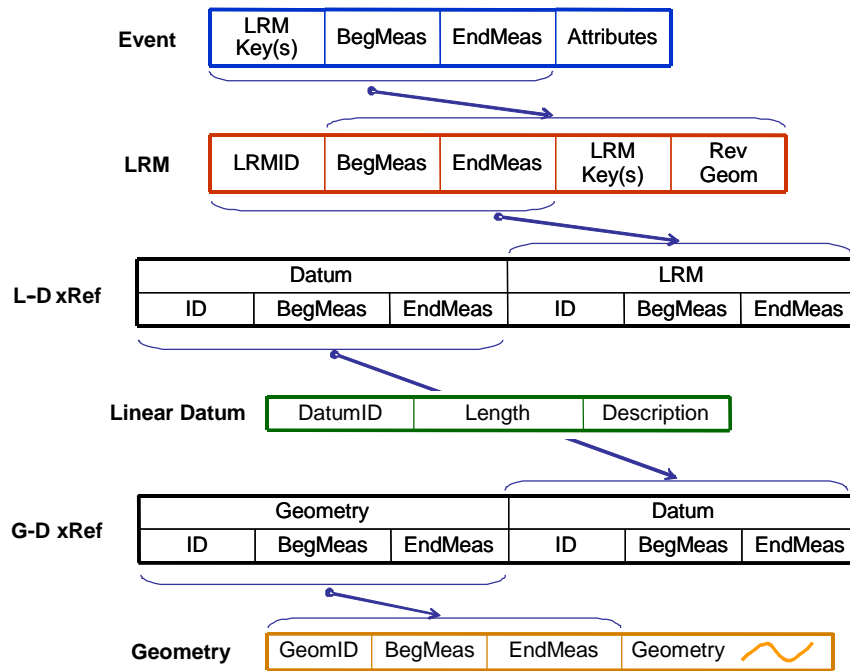 Event
LRM Key(s) BegMeas EndMeas Attributes
LRM
LRMID BegMeas EndMeas LRM Key(s) Rev Geom
L-D xRef
Datum LRM
ID BegMeas EndMeas ID BegMeas EndMeas
Linear Datum
DatumID Length Description
G-D xRef
Geometry Datum
ID BegMeas EndMeas ID BegMeas EndMeas
Geometry
GeomID BegMeas EndMeas Geometry